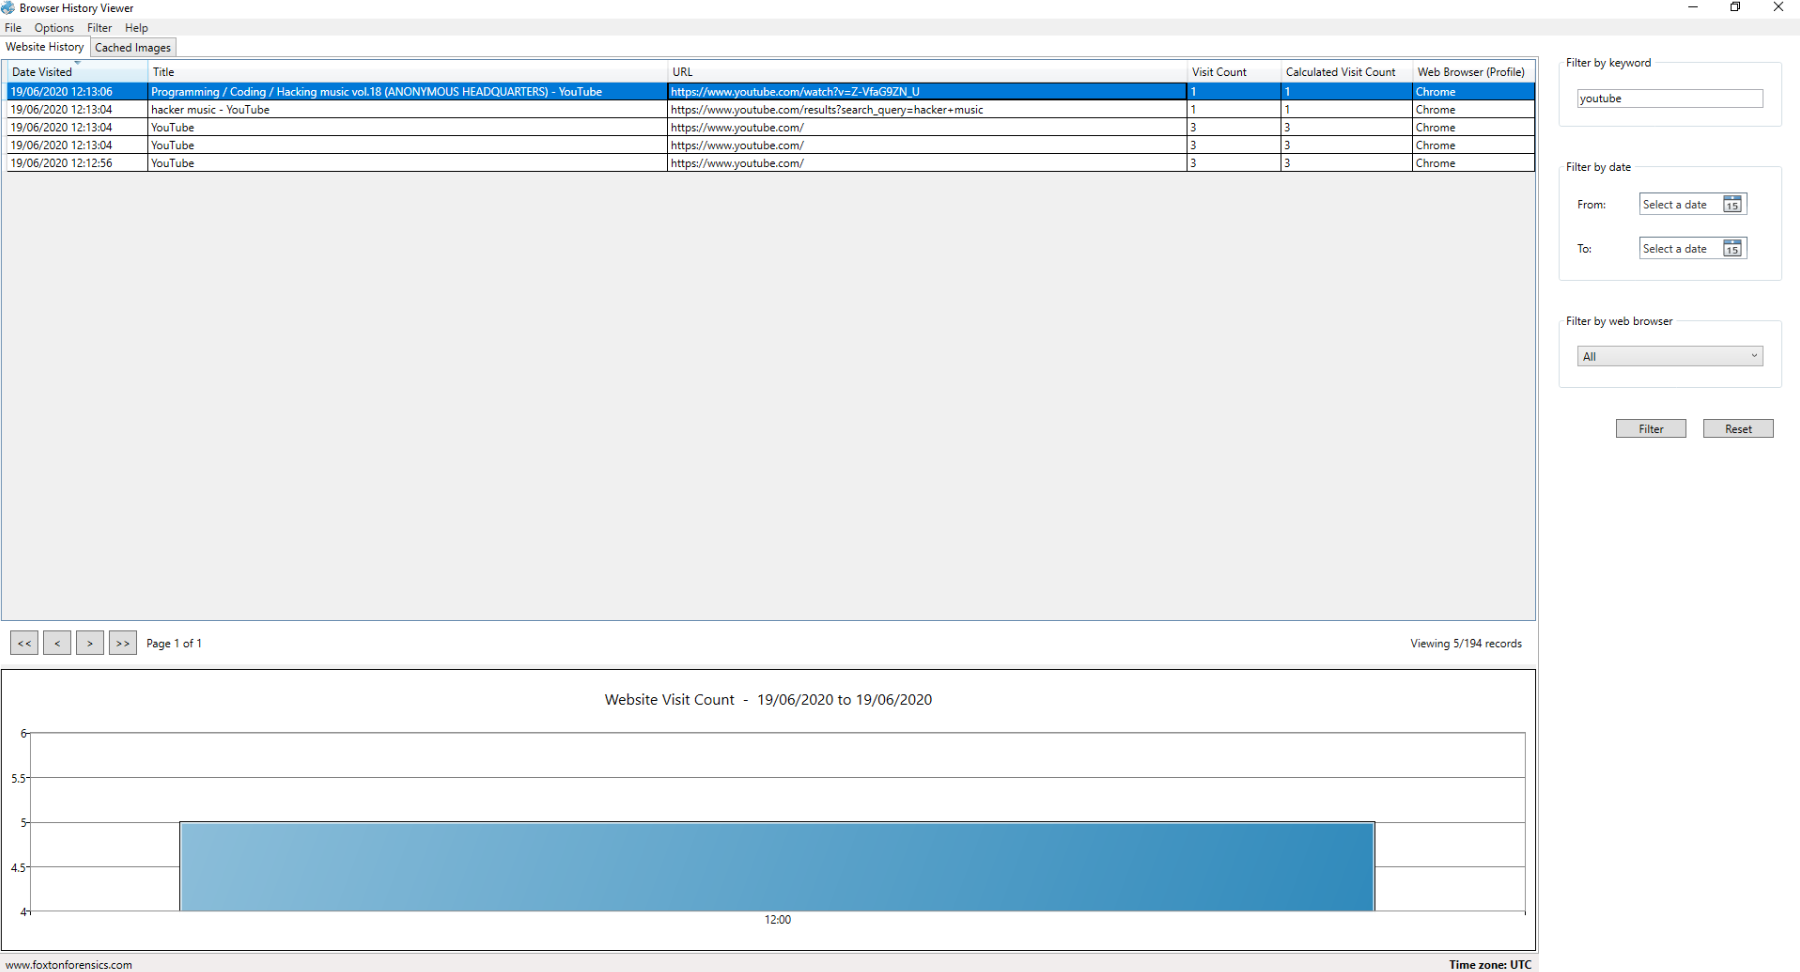 Browser History Viewer
File Options Filter Help
Website History Cached Images
Date Visited Title URL Visit Count Calculated Visit Count Web Browser (Profile)
19/06/2020 12:13:06 Programming / Coding / Hacking music vol.18 (ANONYMOUS HEADQUARTERS) - YouTube https://www.youtube.com/watch?v=Z-VfaG9ZN_U 1 1 Chrome
19/06/2020 12:13:04 hacker music - YouTube https://www.youtube.com/results?search_query=hacker+music 1 1 Chrome
19/06/2020 12:13:04 YouTube https://www.youtube.com/ 3 3 Chrome
19/06/2020 12:13:04 YouTube https://www.youtube.com/ 3 3 Chrome
19/06/2020 12:12:56 YouTube https://www.youtube.com/ 3 3 Chrome
Filter by keyword
youtube
Filter by date
From: Select a date 15
To: Select a date 15
Filter by web browser
All
Filter Reset
<< < > >> Page 1 of 1 Viewing 5/194 records
Website Visit Count - 19/06/2020 to 19/06/2020
6
5.5
5
4.5
4
12:00
www.foxtonforensics.com Time zone: UTC